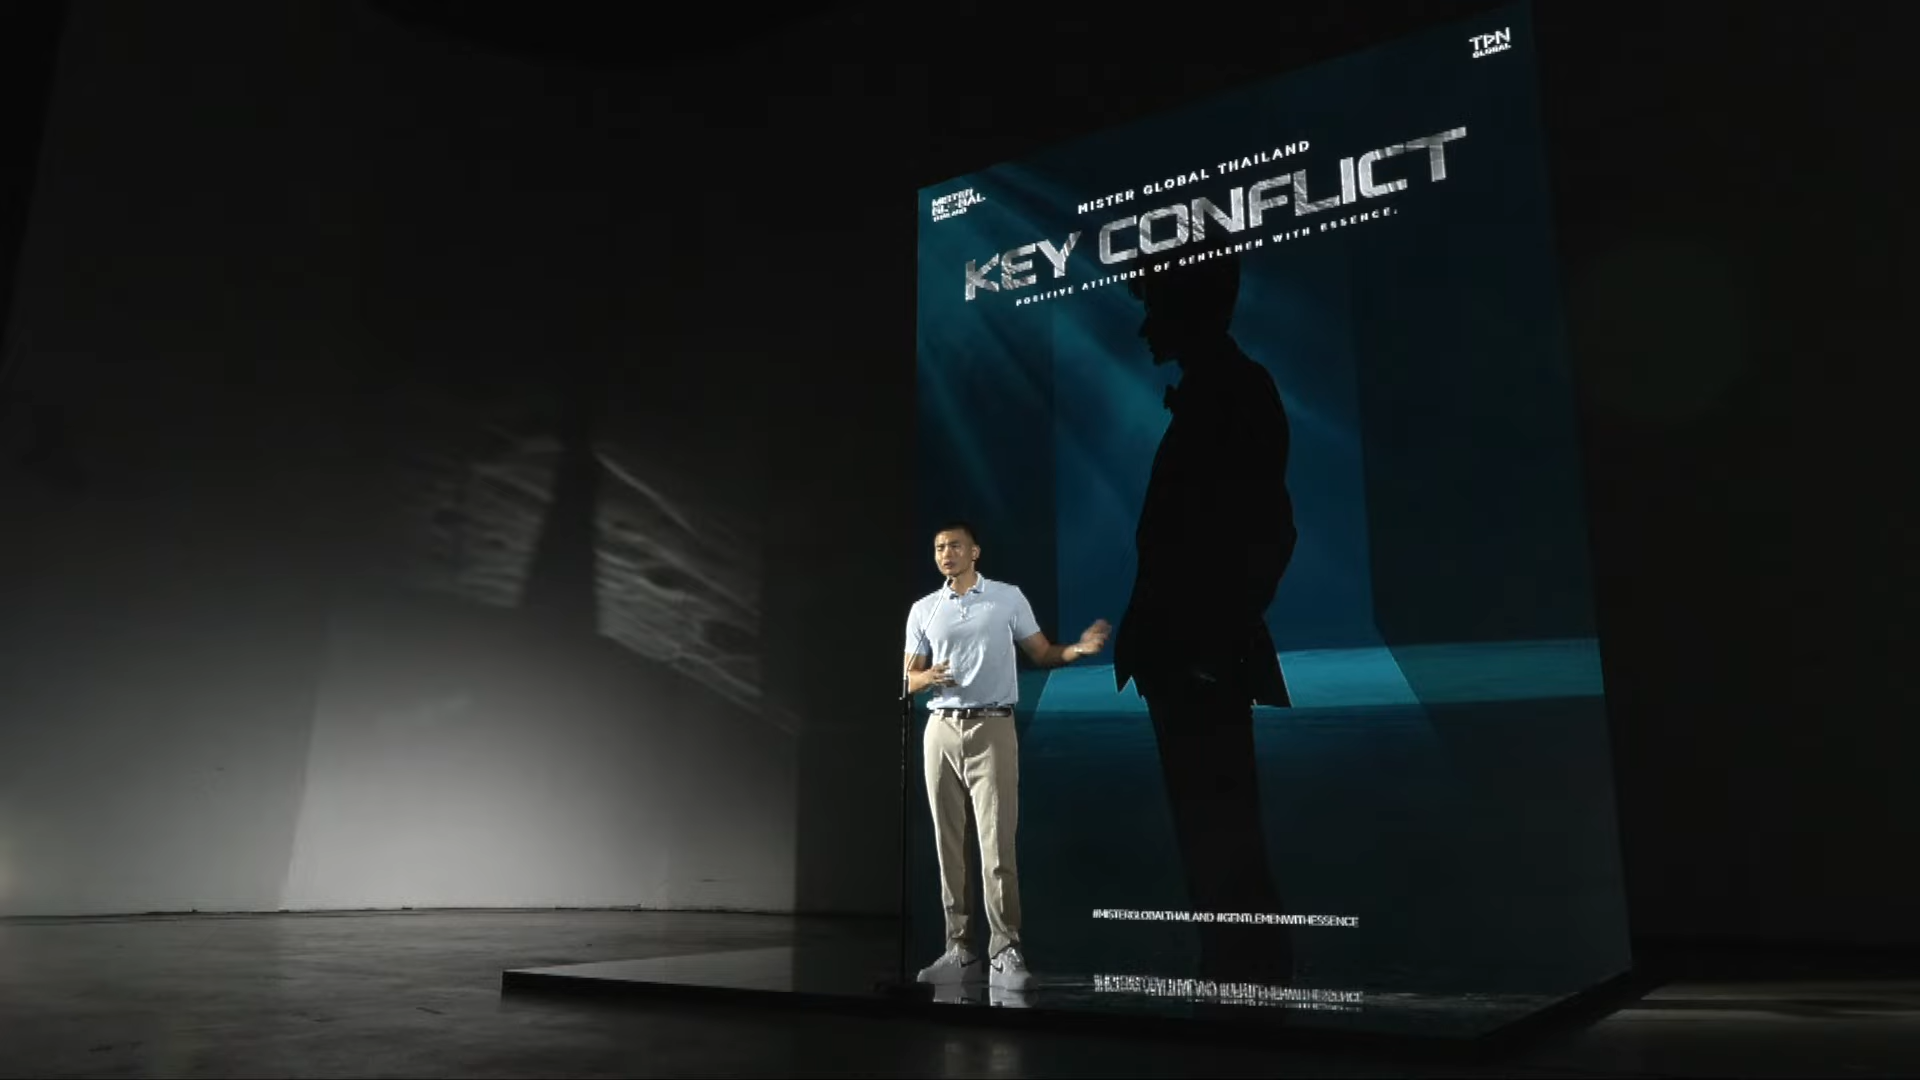 TPN
GLOBAL
MISTER
GLOBAL
THAILAND
MISTER GLOBAL THAILAND
KEY CONFLICT
POSITIVE ATTITUDE OF GENTLEMEN WITH ESSENCE.
#MISTERGLOBALTHAILAND #GENTLEMENWITHESSENCE